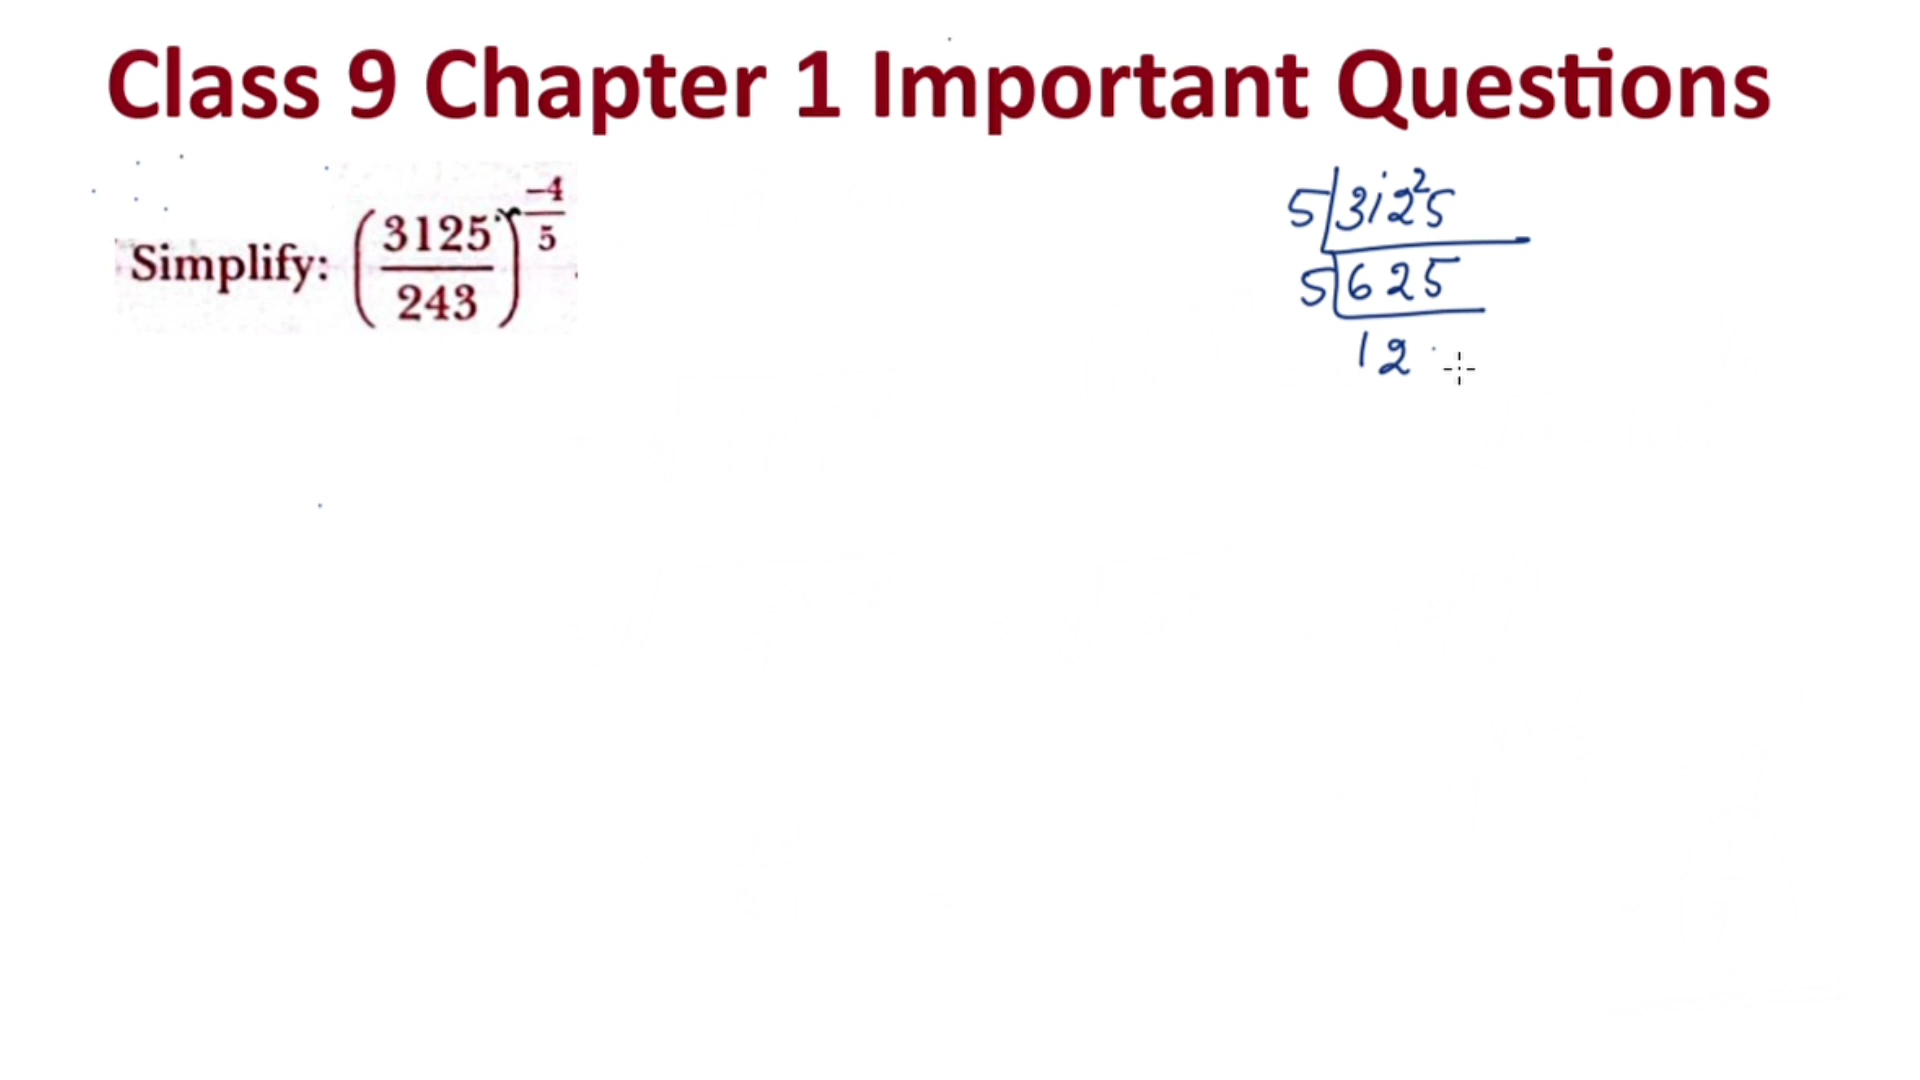 Class 9 Chapter 1 Important Questions
Simplify: (3125/243)^(-4/5)
5 | 3125
5 | 625
12